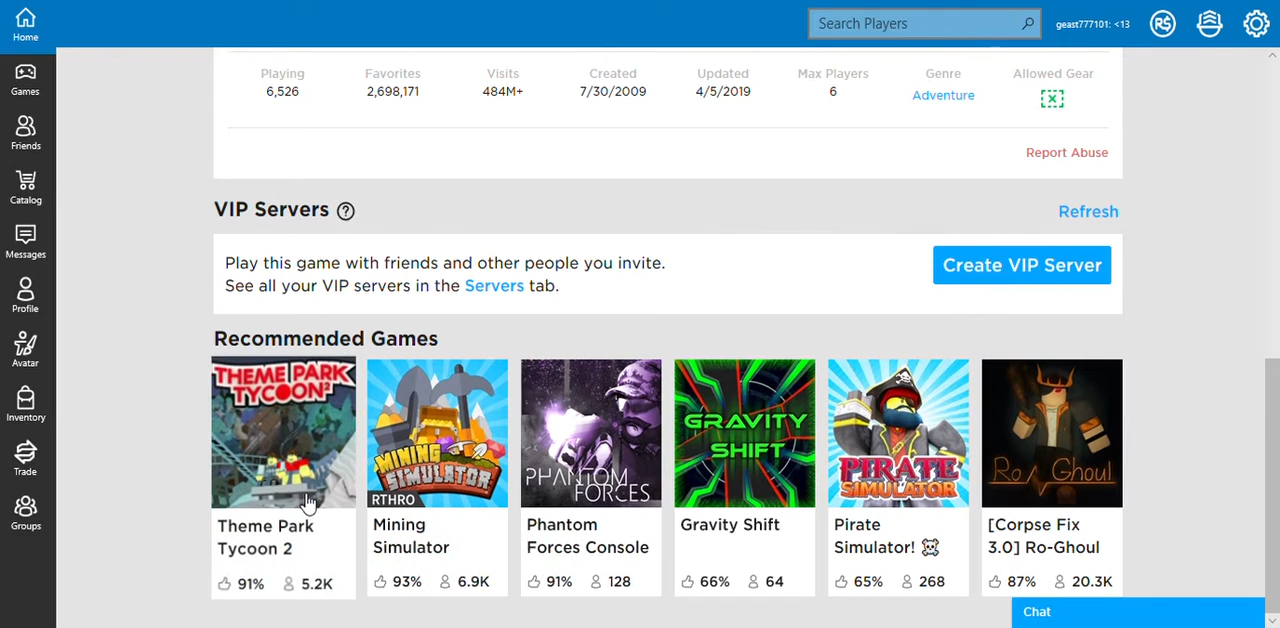 Home
Search Players
geast777101: <13
R$
Games
Friends
Catalog
Messages
Profile
Avatar
Inventory
Trade
Groups
Playing
6,526
Favorites
2,698,171
Visits
484M+
Created
7/30/2009
Updated
4/5/2019
Max Players
6
Genre
Adventure
Allowed Gear
Report Abuse
VIP Servers ?
Refresh
Play this game with friends and other people you invite.
See all your VIP servers in the Servers tab.
Create VIP Server
Recommended Games
THEME PARK
TYCOON 2
Theme Park
Tycoon 2
91% 5.2K
MINING
SIMULATOR
RTHRO
Mining
Simulator
93% 6.9K
PHANTOM
FORCES
Phantom
Forces Console
91% 128
GRAVITY
SHIFT
Gravity Shift
66% 64
PIRATE
SIMULATOR
Pirate
Simulator! ☠
65% 268
Ro-Ghoul
[Corpse Fix
3.0] Ro-Ghoul
87% 20.3K
Chat